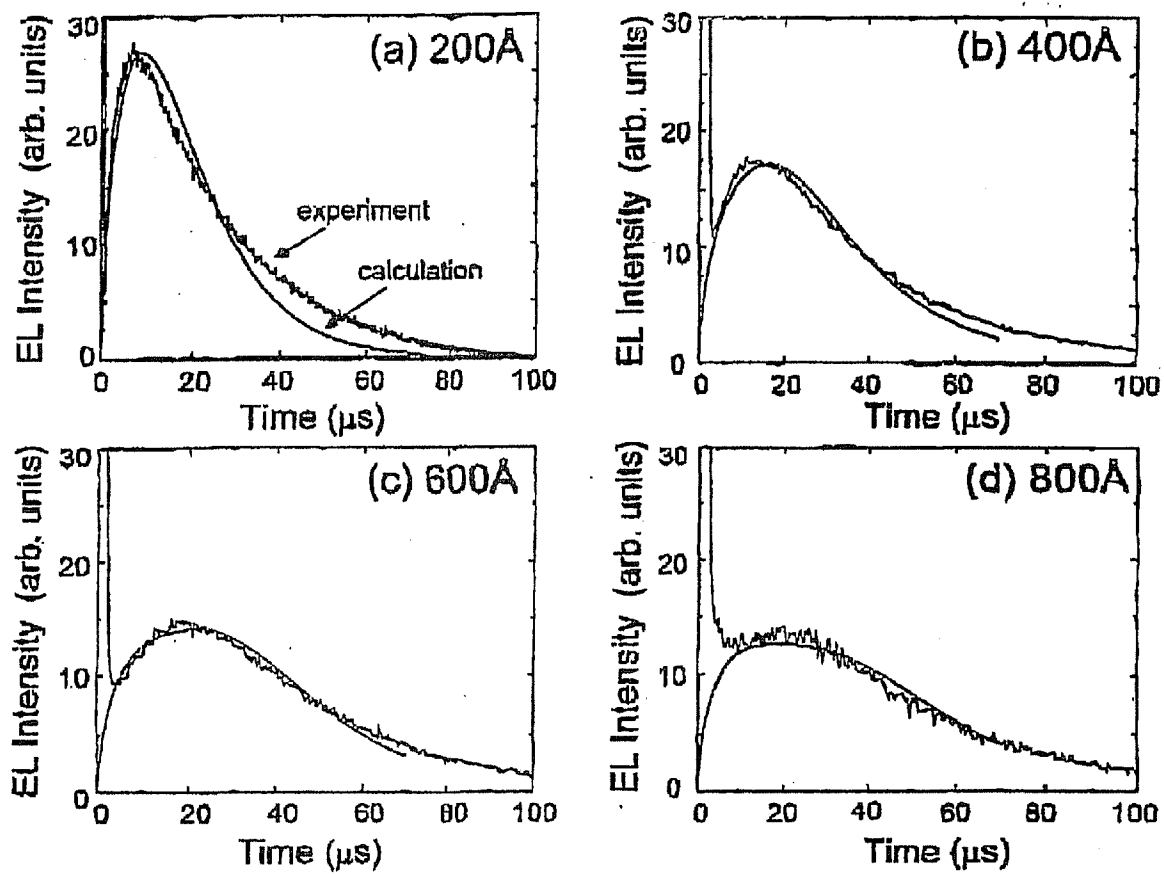 (a) 200Å
EL Intensity (arb. units)
30
20
10
0
experiment
calculation
0 20 40 60 80 100
Time (μs)
(b) 400Å
EL Intensity (arb. units)
30
20
10
0
0 20 40 60 80 100
Time (μs)
(c) 600Å
EL Intensity (arb. units)
30
20
10
0
0 20 40 60 80 100
Time (μs)
(d) 800Å
EL Intensity (arb. units)
30
20
10
0
0 20 40 60 80 100
Time (μs)